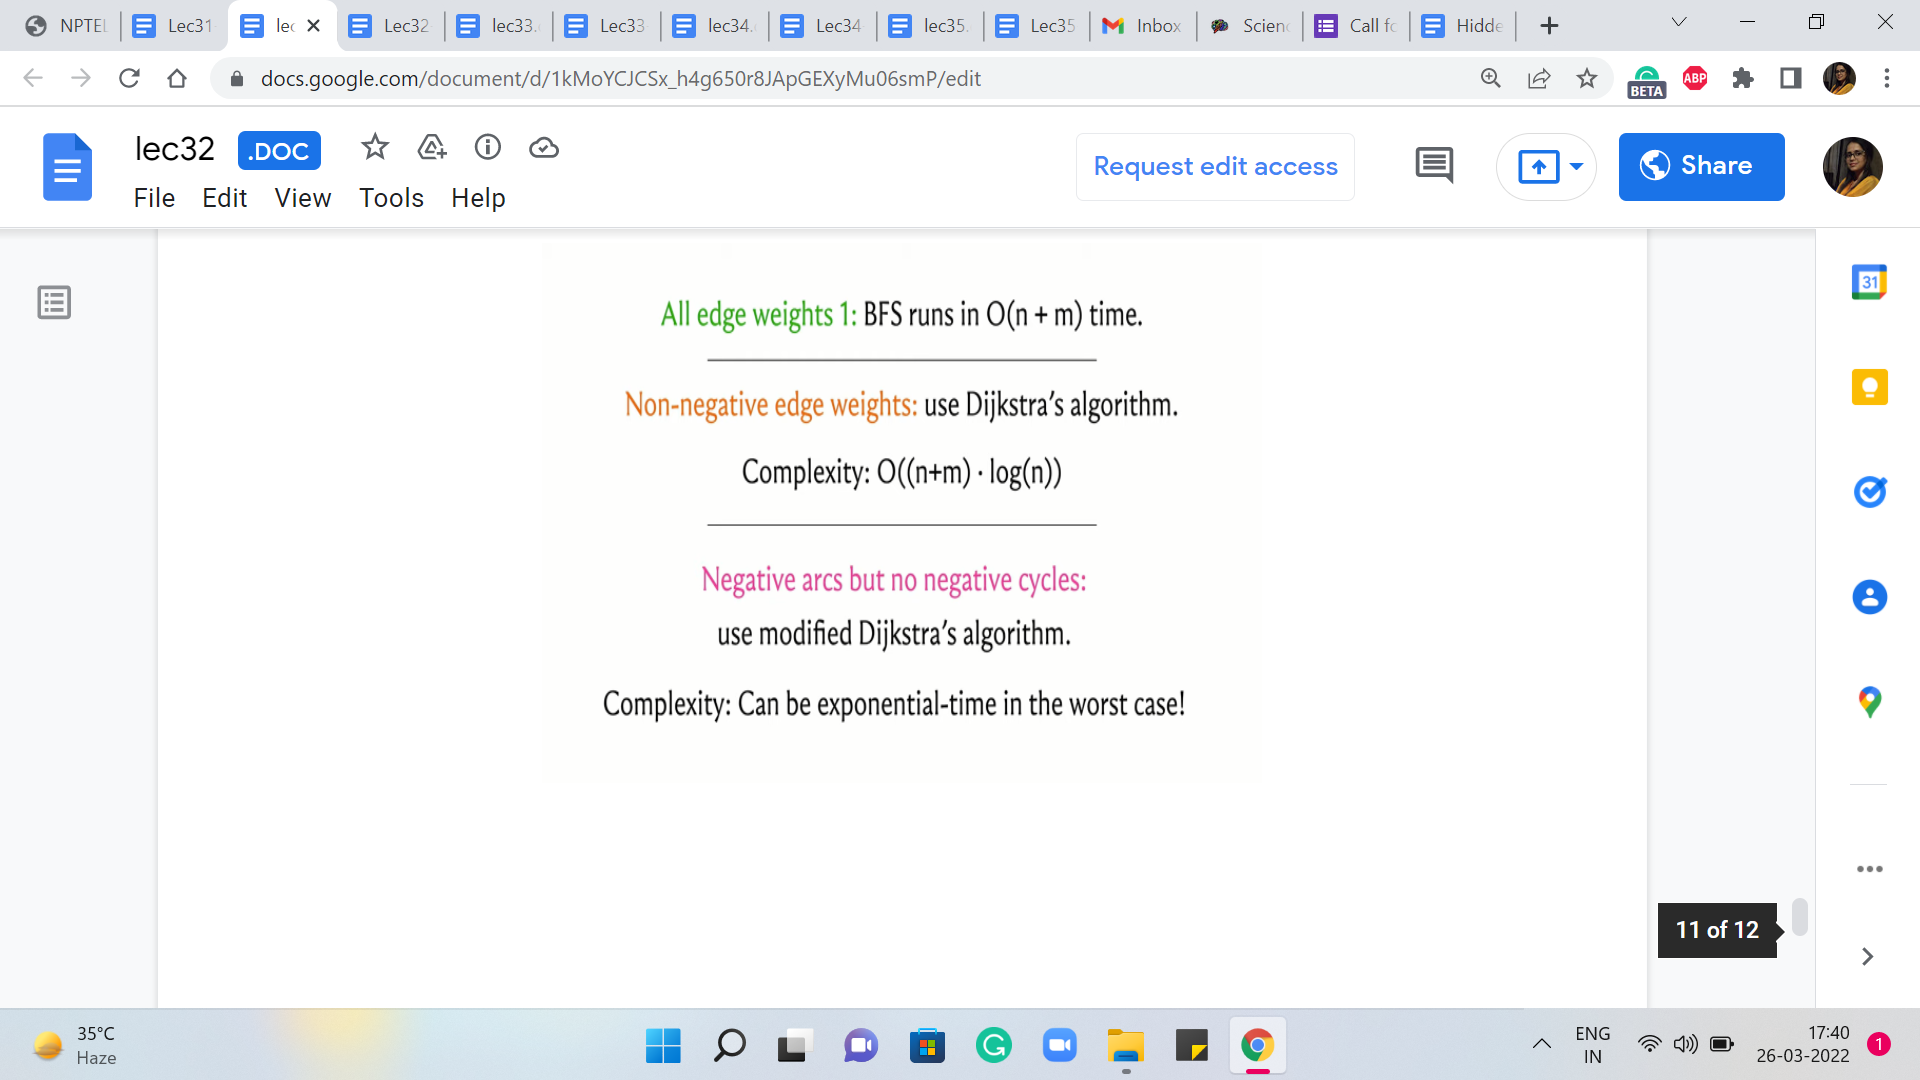 NPTEL
Lec31
lec
Lec32
lec33.
Lec33
lec34.
Lec34
lec35.
Lec35
Inbox
Scienc
Call fo
Hidde
docs.google.com/document/d/1kMoYCJCSx_h4g650r8JApGEXyMu06smP/edit
BETA
ABP
lec32 .DOC
Request edit access
Share
File Edit View Tools Help
31
All edge weights 1: BFS runs in O(n + m) time.
Non-negative edge weights: use Dijkstra's algorithm.
Complexity: O((n+m) · log(n))
Negative arcs but no negative cycles:
use modified Dijkstra's algorithm.
Complexity: Can be exponential-time in the worst case!
11 of 12
35°C
Haze
ENG
IN
17:40
26-03-2022
1